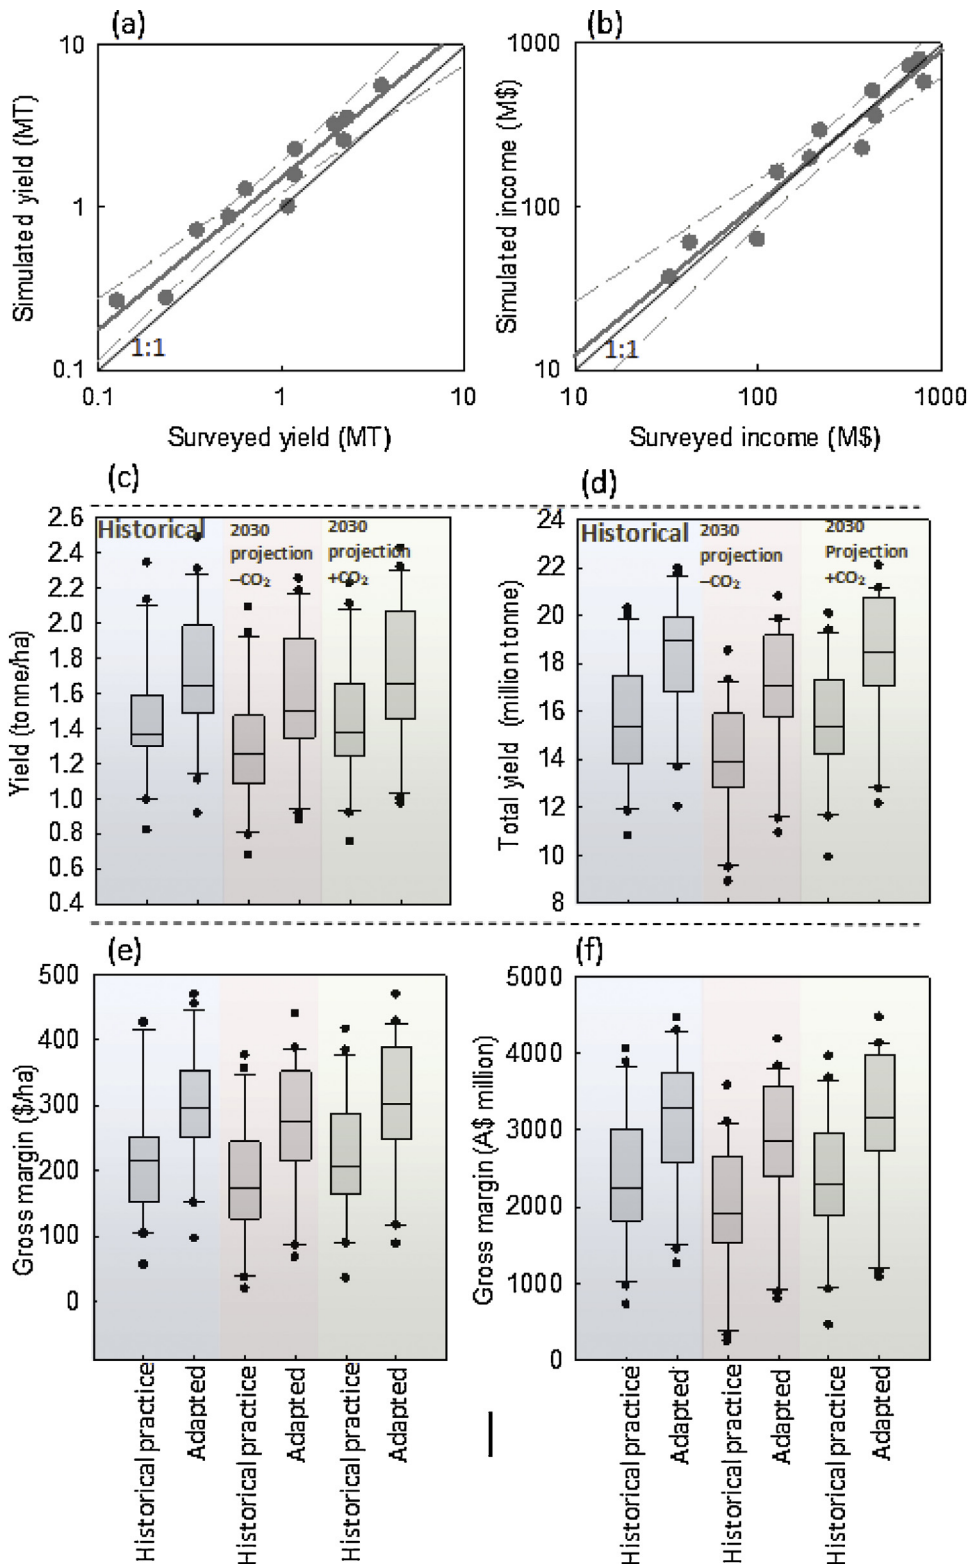 (a)
(b)
10
1
0.1
Simulated yield (MT)
1:1
0.1
1
10
Surveyed yield (MT)
1000
100
10
Simulated income (M$)
1:1
10
100
1000
Surveyed income (M$)
(c)
(d)
2.6
2.4
2.2
2.0
1.8
1.6
1.4
1.2
1.0
0.8
0.6
0.4
Yield (tonne/ha)
Historical
2030
projection
–CO₂
2030
projection
+CO₂
24
22
20
18
16
14
12
10
8
Total yield (million tonne)
Historical
2030
projection
–CO₂
2030
Projection
+CO₂
(e)
(f)
500
400
300
200
100
0
Gross margin ($/ha)
5000
4000
3000
2000
1000
0
Gross margin (A$ million)
Historical practice
Adapted
Historical practice
Adapted
Historical practice
Adapted
Historical practice
Adapted
Historical practice
Adapted
Historical practice
Adapted